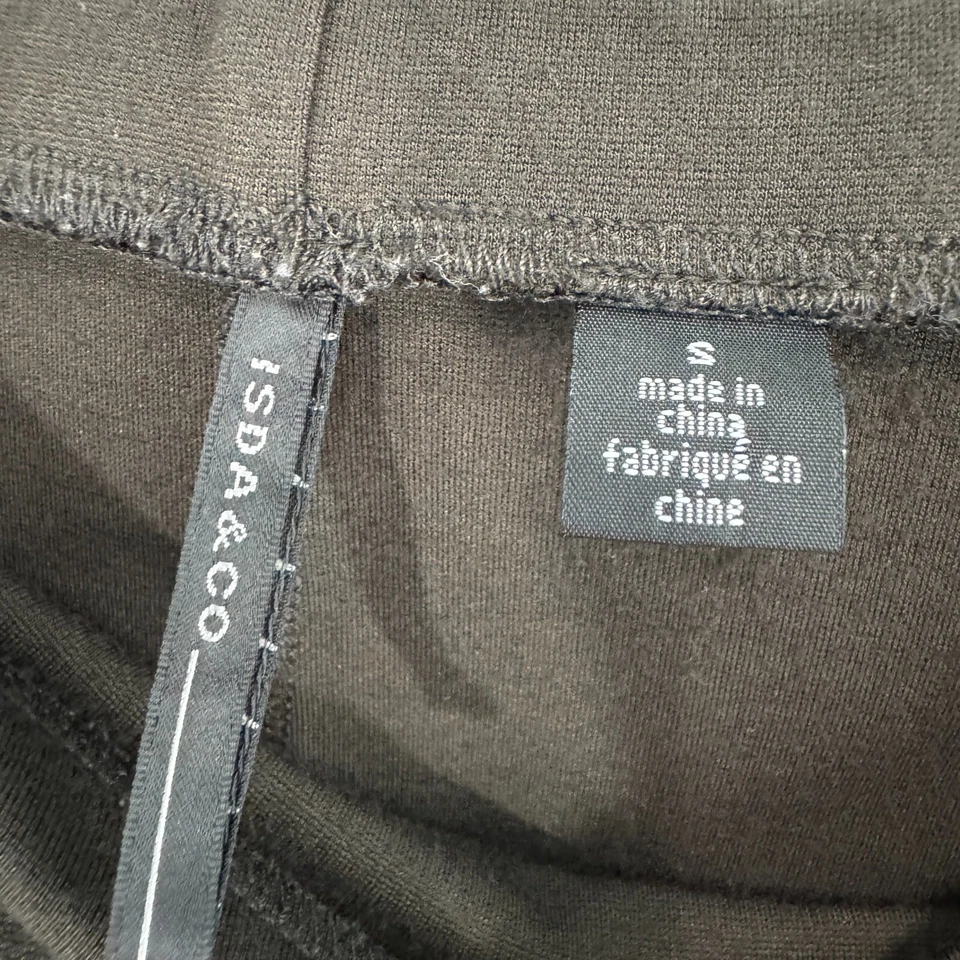 ISDA&CO
S
made in
china
fabriqué en
chine